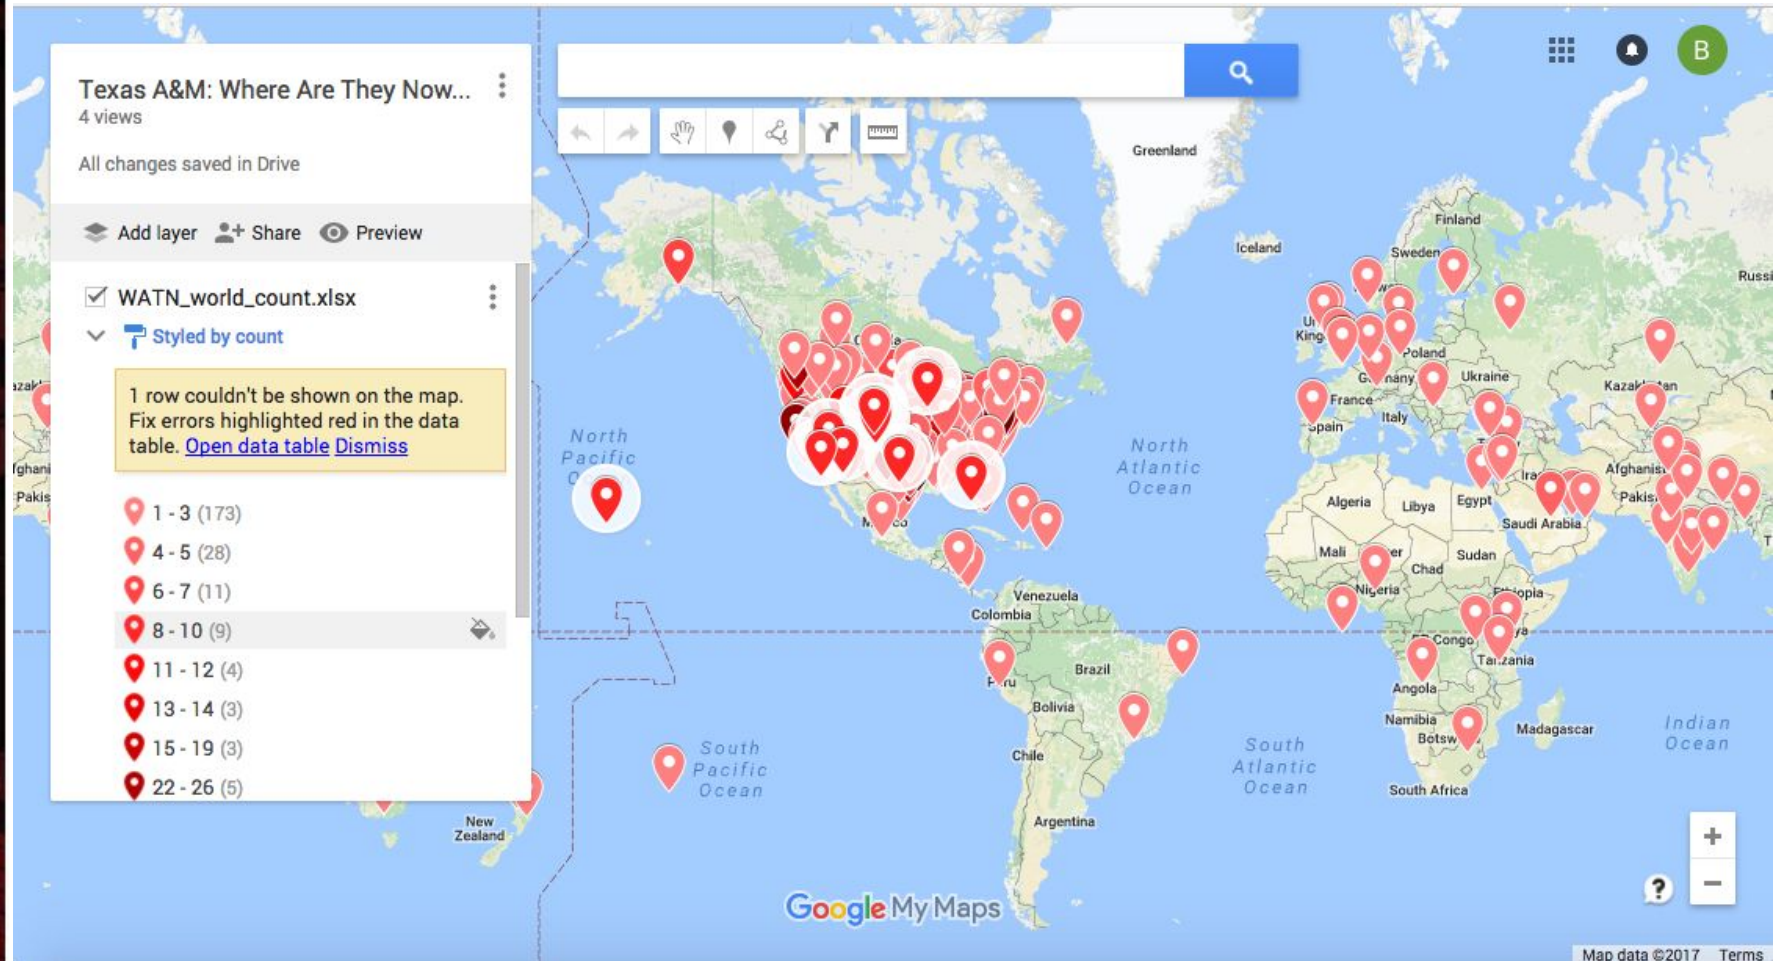 Texas A&M: Where Are They Now...
4 views
All changes saved in Drive
Add layer Share Preview
WATN_world_count.xlsx
Styled by count
1 row couldn't be shown on the map.
Fix errors highlighted red in the data
table. Open data table Dismiss
1 - 3 (173)
4 - 5 (28)
6 - 7 (11)
8 - 10 (9)
11 - 12 (4)
13 - 14 (3)
15 - 19 (3)
22 - 26 (5)
B
Greenland
Iceland
Finland
Sweden
Poland
Ukraine
France
Italy
North
Pacific
North
Atlantic
Ocean
Algeria
Libya
Egypt
Saudi Arabia
Mali
Chad
Sudan
Nigeria
Venezuela
Colombia
Brazil
Bolivia
Chile
Argentina
Angola
Namibia
Madagascar
South Africa
South
Pacific
Ocean
South
Atlantic
Ocean
Indian
Ocean
New
Zealand
Google My Maps
?
+
−
Map data ©2017 Terms